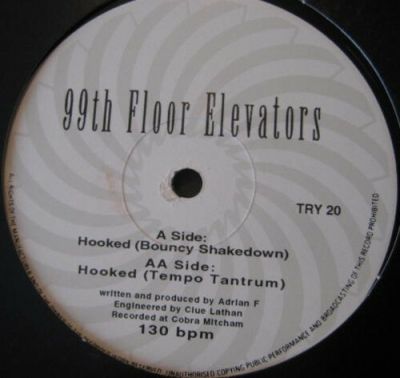 99th Floor Elevators
TRY 20
A Side:
Hooked (Bouncy Shakedown)
AA Side:
Hooked (Tempo Tantrum)
written and produced by Adrian F
Engineered by Clue Lathan
Recorded at Cobra Mitcham
130 bpm
UNAUTHORISED COPYING PUBLIC PERFORMANCE AND BROADCASTING OF THIS RECORD PROHIBITED